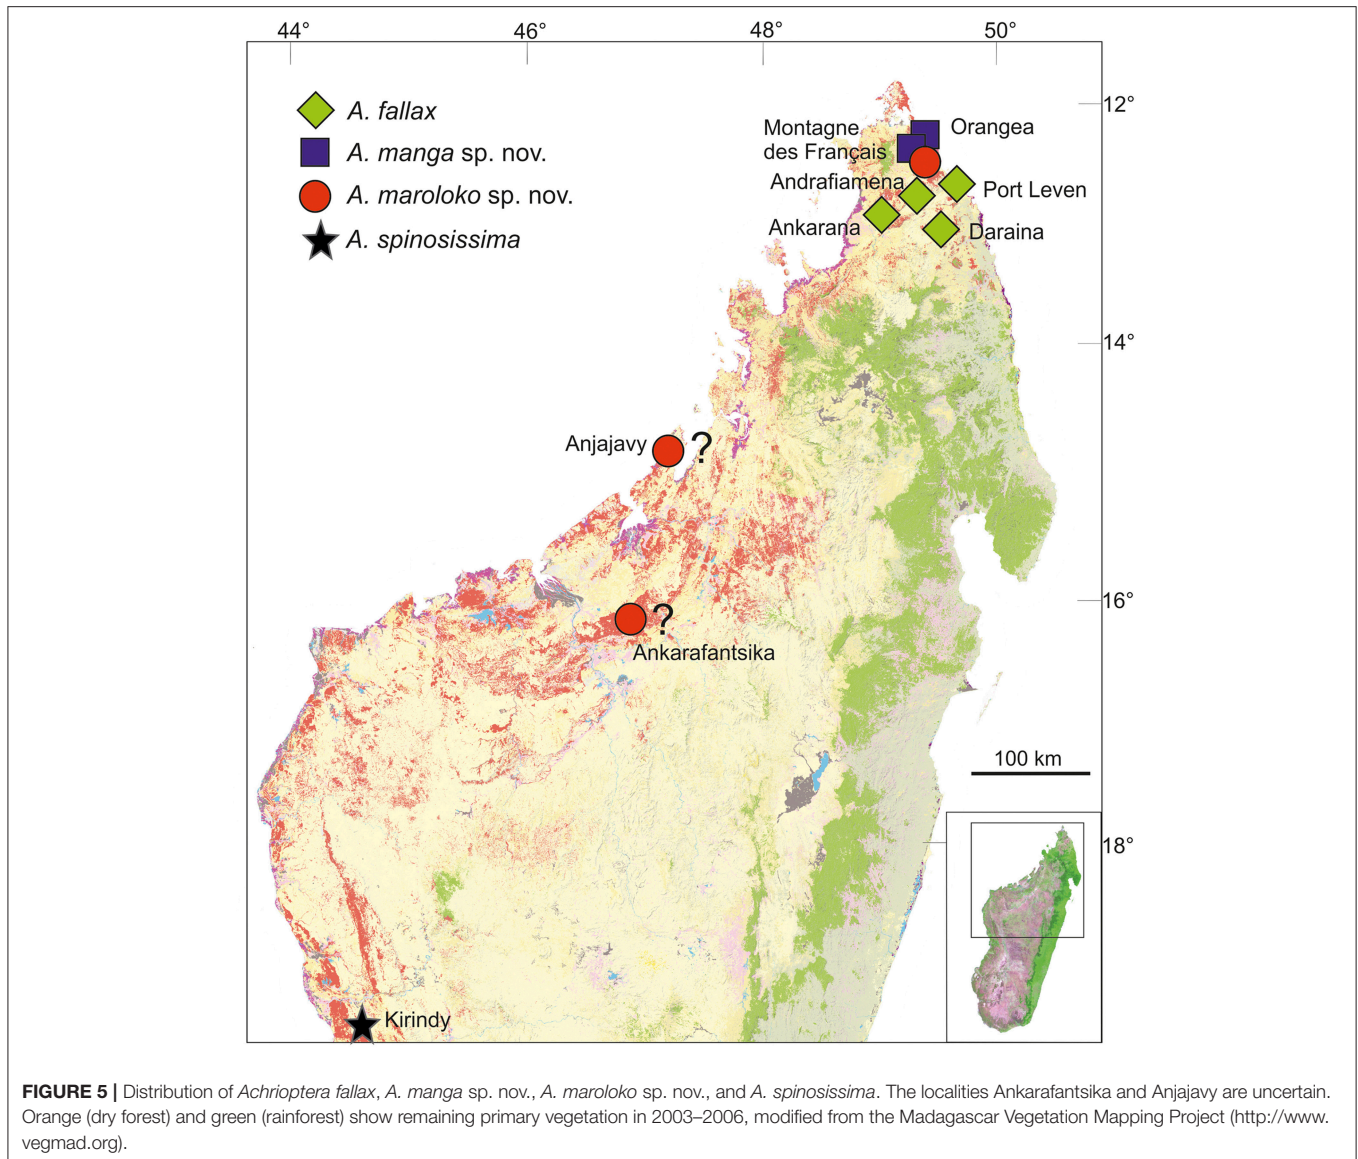 44° 46° 48° 50°
A. fallax
A. manga sp. nov.
A. maroloko sp. nov.
A. spinosissima
12°
Montagne
des Français
Orangea
Andrafiamena
Port Leven
Ankarana
Daraina
14°
Anjajavy ?
16°
?
Ankarafantsika
100 km
18°
Kirindy
FIGURE 5 | Distribution of Achrioptera fallax, A. manga sp. nov., A. maroloko sp. nov., and A. spinosissima. The localities Ankarafantsika and Anjajavy are uncertain.
Orange (dry forest) and green (rainforest) show remaining primary vegetation in 2003–2006, modified from the Madagascar Vegetation Mapping Project (http://www.
vegmad.org).